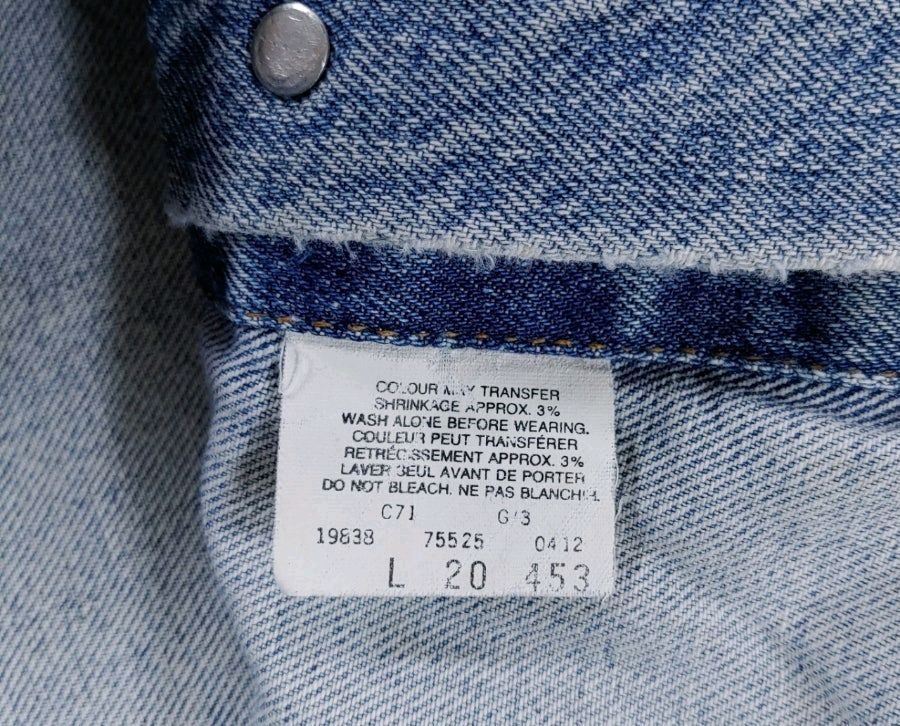 COLOUR MAY TRANSFER
SHRINKAGE APPROX. 3%
WASH ALONE BEFORE WEARING.
COULEUR PEUT TRANSFÉRER
RETRÉCISSEMENT APPROX. 3%
LAVER SEUL AVANT DE PORTER
DO NOT BLEACH. NE PAS BLANCHIR.
C71 G/3
19838 75525 0412
L 20 453